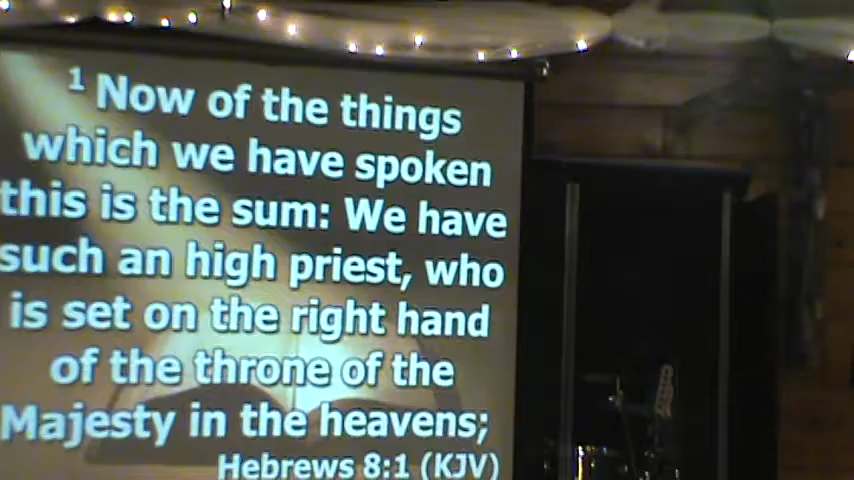 1 Now of the things
which we have spoken
this is the sum: We have
such an high priest, who
is set on the right hand
of the throne of the
Majesty in the heavens;
Hebrews 8:1 (KJV)